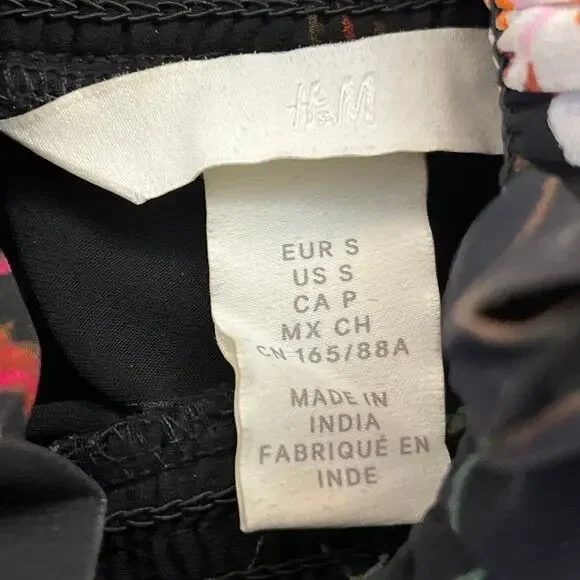 H&M
EUR S
US S
CA P
MX CH
CN 165/88A
MADE IN
INDIA
FABRIQUÉ EN
INDE